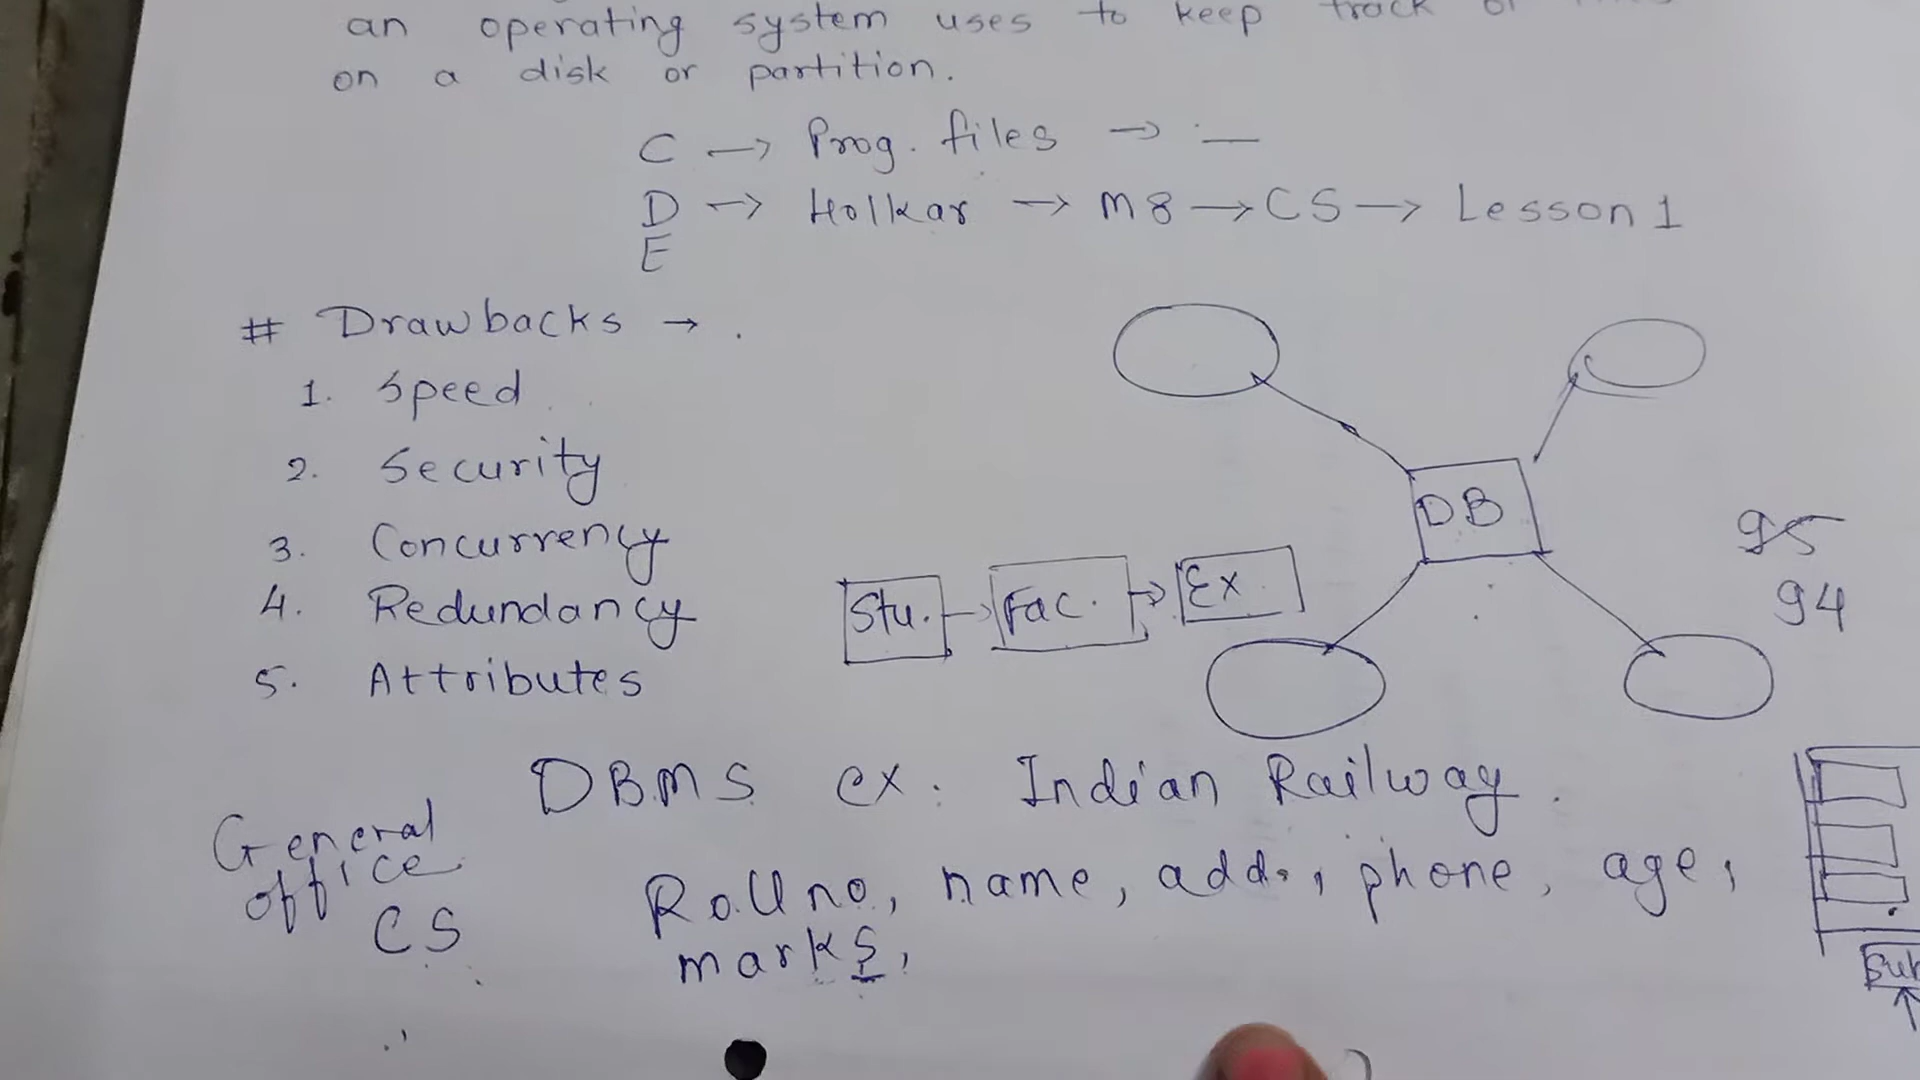 an operating system uses to keep track of
on a disk or partition.
C → Prog. files → —
D → Holkar → M8 → CS → Lesson 1
E
# Drawbacks →
1. Speed
2. Security
3. Concurrency
4. Redundancy
5. Attributes
DB
95
94
Stu. → Fac. → Ex.
DBMS ex. Indian Railway.
General
office
CS
Roll no, name, add., phone, age,
marks,